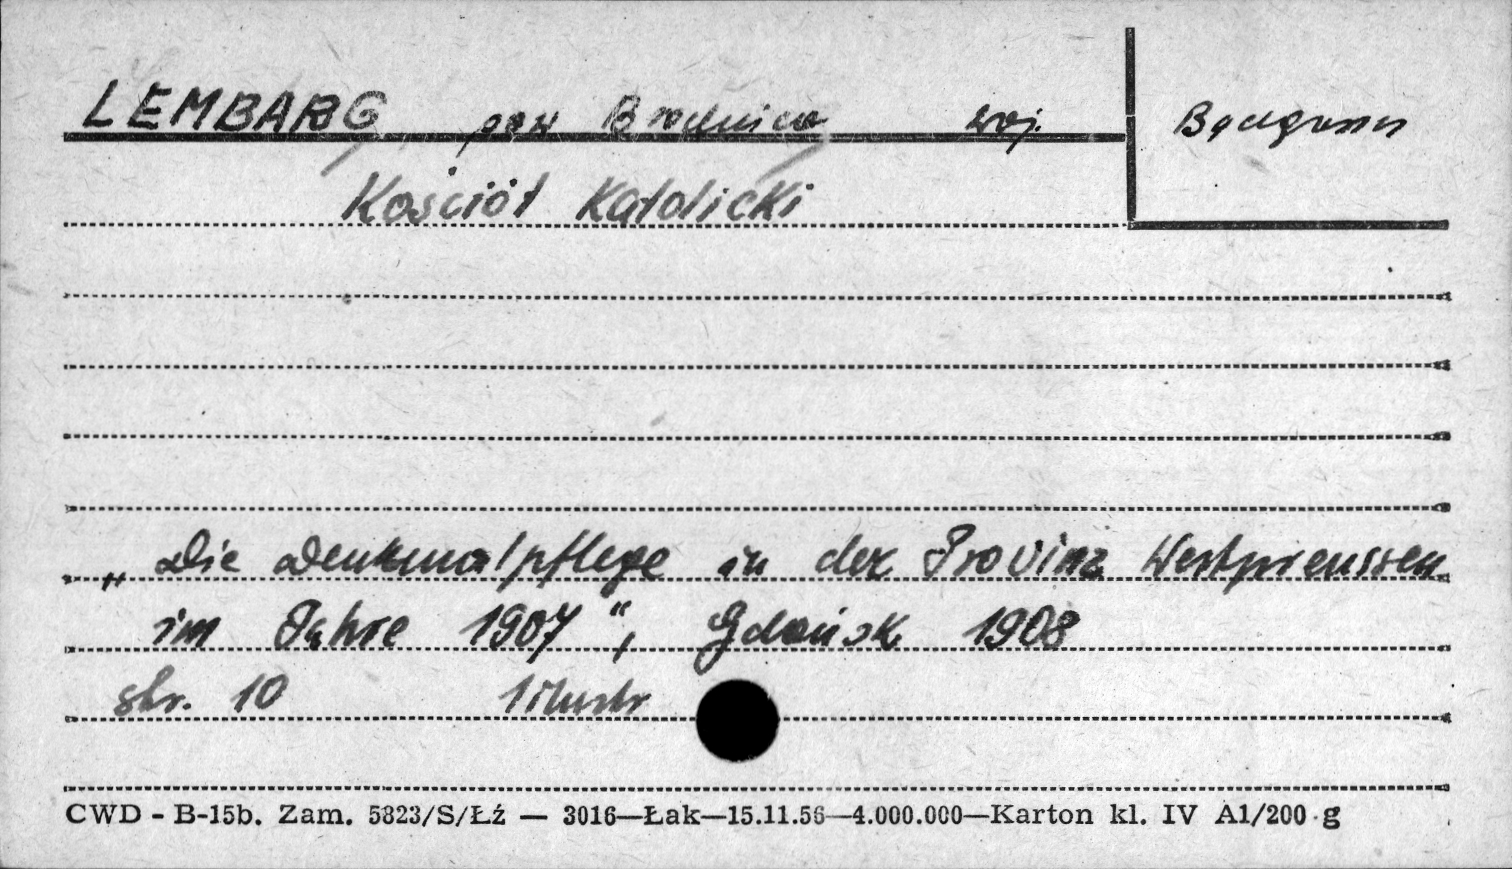 LEMBARG pow Brodnica woj. Bydgoszcz
Kościół Katolicki
„Die Denkmalpflege in der Provinz Westpreussen
im Jahre 1907", Gdańsk 1908
str. 10 1 ilustr
CWD - B-15b. Zam. 5823/S/Łź — 3016—Łak—15.11.56—4.000.000—Karton kl. IV A1/200 g